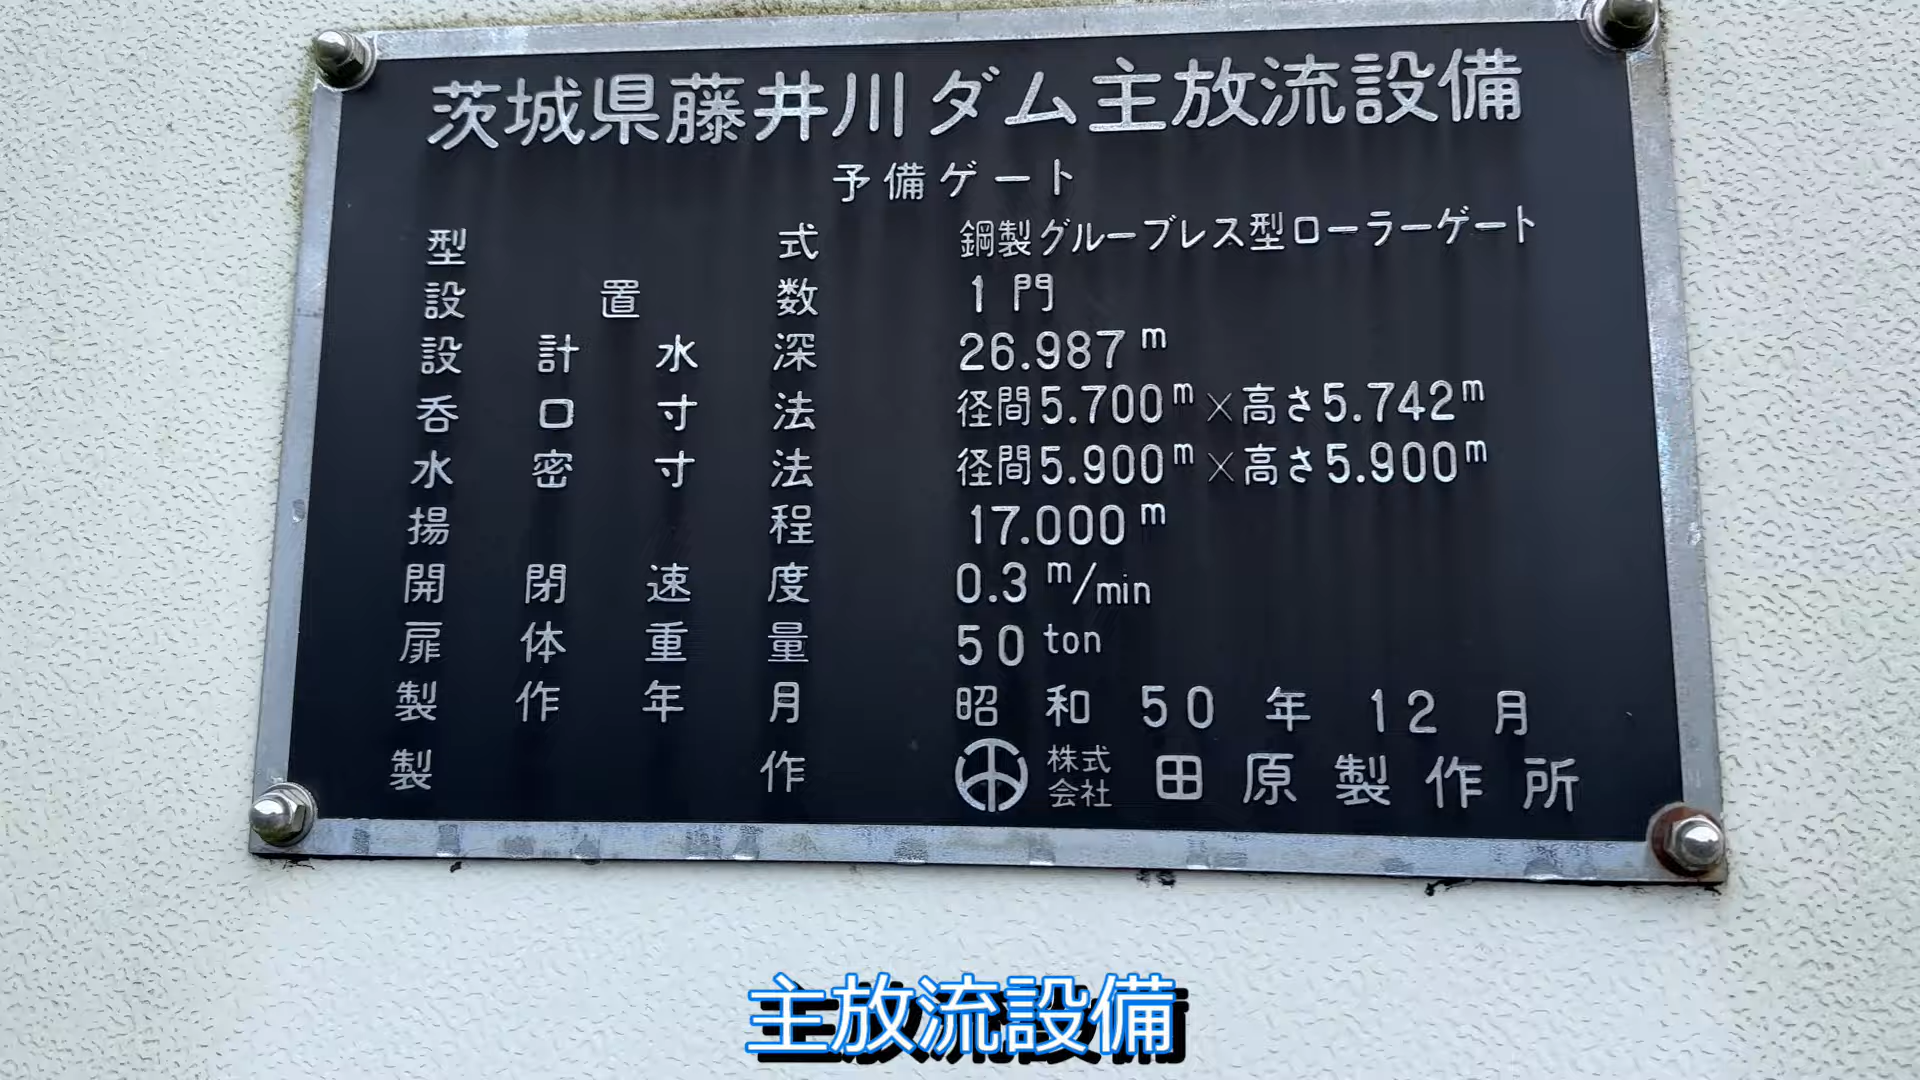 茨城県藤井川ダム主放流設備
予備ゲート
型式 鋼製グルーブレス型ローラーゲート
設置数 1門
設計水深 26.987m
呑口寸法 径間5.700m×高さ5.742m
水密寸法 径間5.900m×高さ5.900m
揚程 17.000m
開閉速度 0.3m/min
扉体重量 50ton
製作年月 昭和50年12月
製作 株式会社 田原製作所
主放流設備